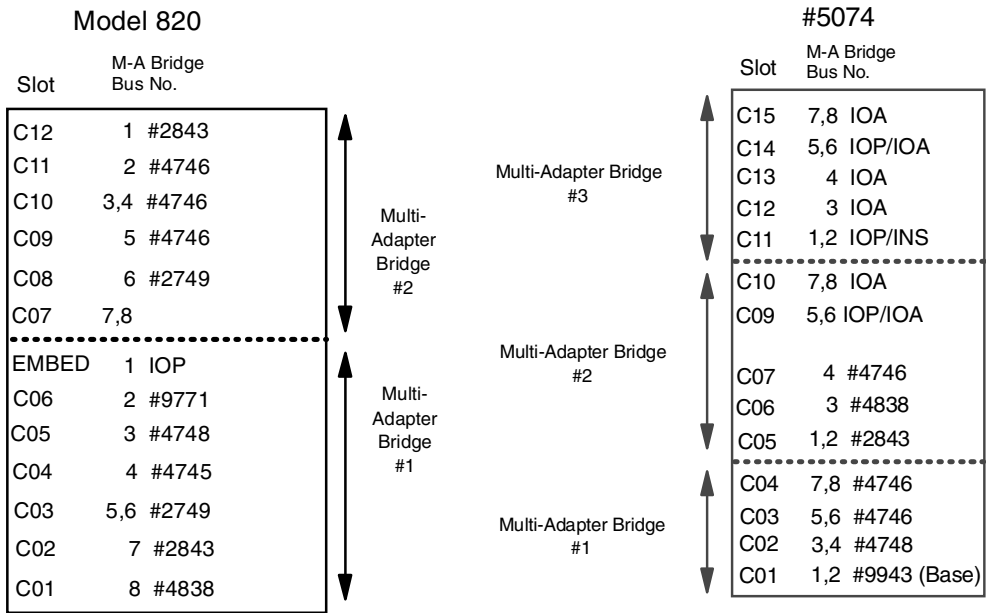 Model 820
M-A Bridge
Slot Bus No.
C12 1 #2843
C11 2 #4746
C10 3,4 #4746
C09 5 #4746
C08 6 #2749
C07 7,8
Multi-
Adapter
Bridge
#2
EMBED 1 IOP
C06 2 #9771
C05 3 #4748
C04 4 #4745
C03 5,6 #2749
C02 7 #2843
C01 8 #4838
Multi-
Adapter
Bridge
#1
#5074
M-A Bridge
Slot Bus No.
Multi-Adapter Bridge
#3
C15 7,8 IOA
C14 5,6 IOP/IOA
C13 4 IOA
C12 3 IOA
C11 1,2 IOP/INS
Multi-Adapter Bridge
#2
C10 7,8 IOA
C09 5,6 IOP/IOA
C07 4 #4746
C06 3 #4838
C05 1,2 #2843
Multi-Adapter Bridge
#1
C04 7,8 #4746
C03 5,6 #4746
C02 3,4 #4748
C01 1,2 #9943 (Base)